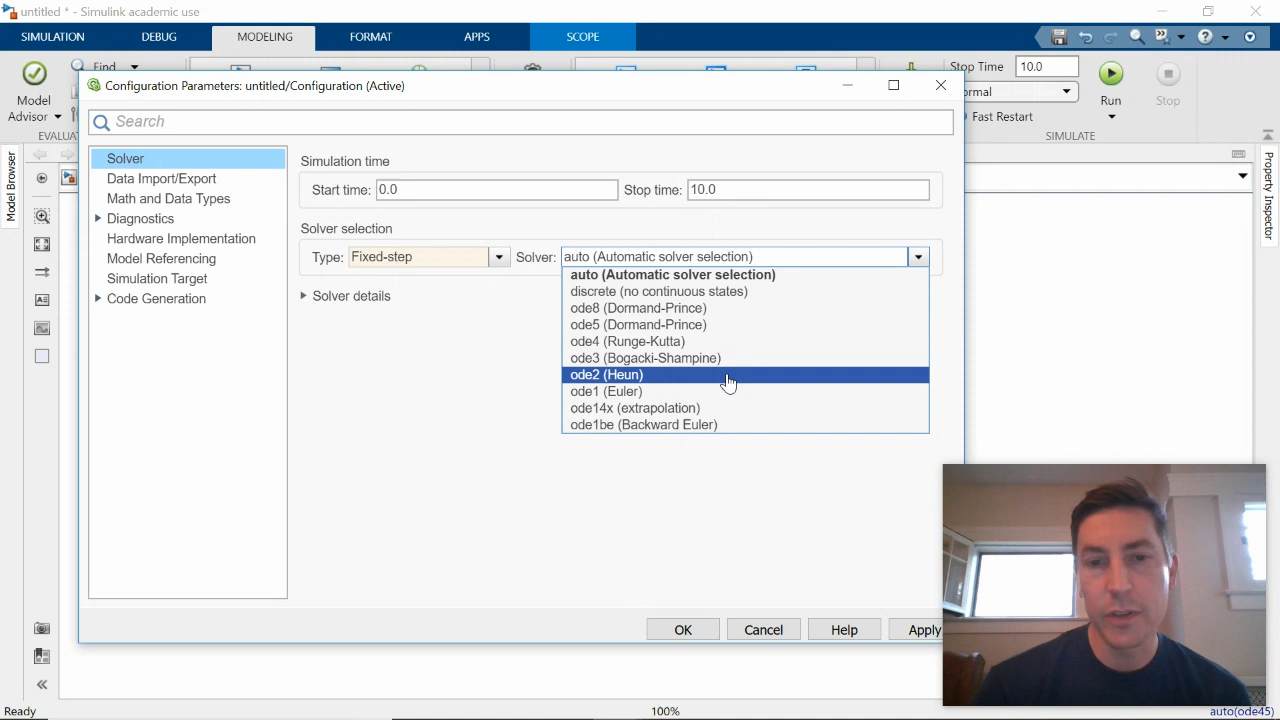 untitled * - Simulink academic use
SIMULATION DEBUG MODELING FORMAT APPS SCOPE
Find
Stop Time 10.0
Model
Advisor
Fast Restart
Run
Stop
SIMULATE
Configuration Parameters: untitled/Configuration (Active)
Search
Solver
Data Import/Export
Math and Data Types
Diagnostics
Hardware Implementation
Model Referencing
Simulation Target
Code Generation
Simulation time
Start time: 0.0 Stop time: 10.0
Solver selection
Type: Fixed-step Solver: auto (Automatic solver selection)
Solver details
auto (Automatic solver selection)
discrete (no continuous states)
ode8 (Dormand-Prince)
ode5 (Dormand-Prince)
ode4 (Runge-Kutta)
ode3 (Bogacki-Shampine)
ode2 (Heun)
ode1 (Euler)
ode14x (extrapolation)
ode1be (Backward Euler)
OK Cancel Help Apply
Model Browser
Property Inspector
Ready 100% auto(ode45)